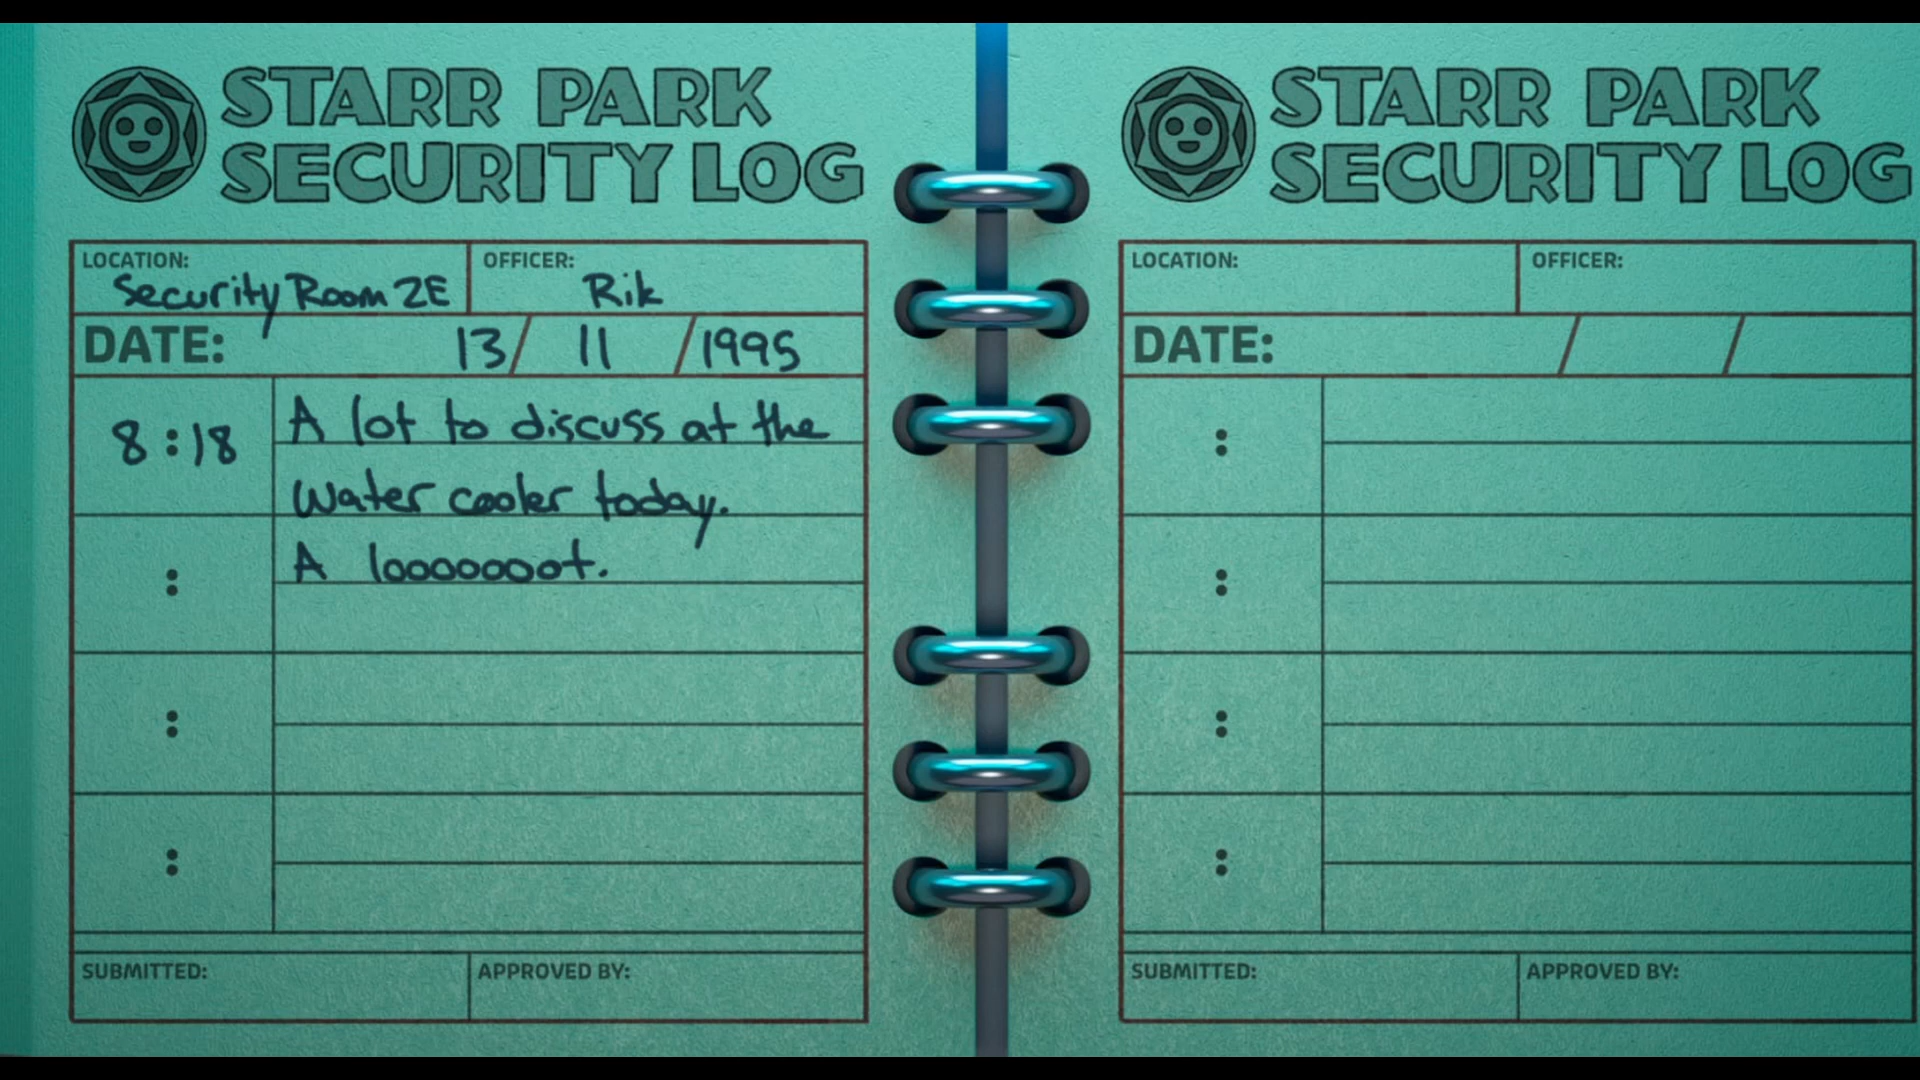 STARR PARK
SECURITY LOG
LOCATION:
Security Room 2E
OFFICER:
Rik
DATE: 13/ 11 /1995
8:18
A lot to discuss at the
water cooler today.
:
A looooooot.
:
:
SUBMITTED:
APPROVED BY:
STARR PARK
SECURITY LOG
LOCATION:
OFFICER:
DATE: / /
:
:
:
:
SUBMITTED:
APPROVED BY: